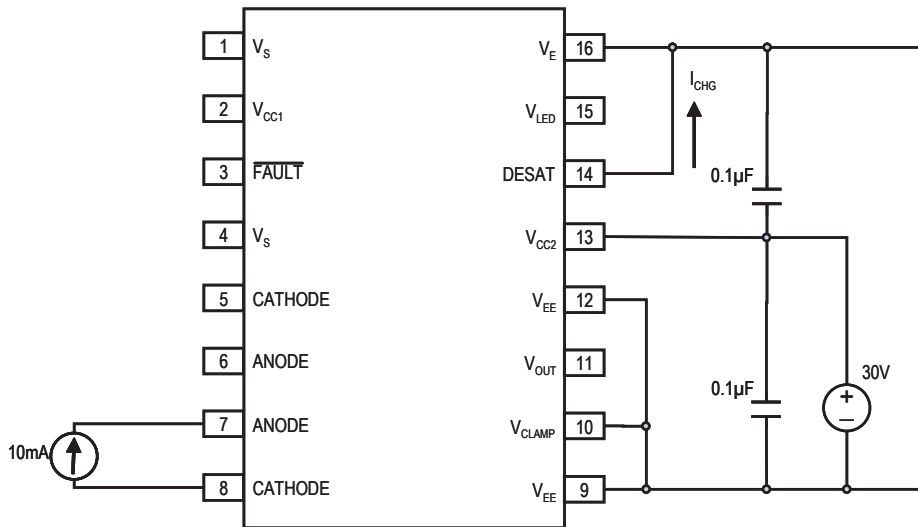 1 V_S V_E 16
I_CHG
2 V_CC1 V_LED 15
3 FAULT DESAT 14
0.1µF
4 V_S V_CC2 13
5 CATHODE V_EE 12
6 ANODE V_OUT 11
30V
0.1µF
+
−
7 ANODE V_CLAMP 10
10mA
8 CATHODE V_EE 9